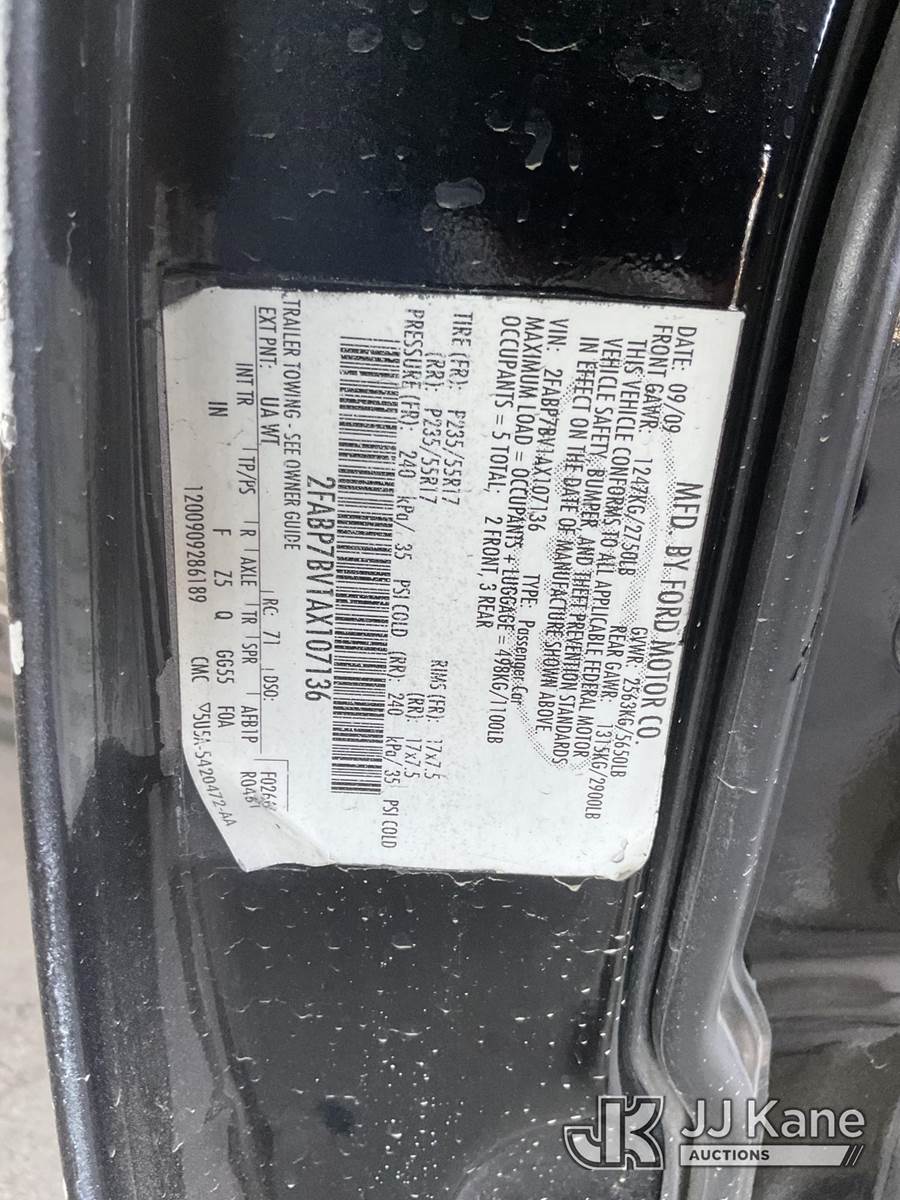 MFD. BY FORD MOTOR CO.
DATE: 09/09 GVWR: 2563KG/5650LB
FRONT GAWR: 1247KG/2750LB REAR GAWR: 1315KG/2900LB
THIS VEHICLE CONFORMS TO ALL APPLICABLE FEDERAL MOTOR
VEHICLE SAFETY, BUMPER AND THEFT PREVENTION STANDARDS
IN EFFECT ON THE DATE OF MANUFACTURE SHOWN ABOVE.
VIN: 2FABP7BV1AX107136 TYPE: Passenger Car
MAXIMUM LOAD = OCCUPANTS + LUGGAGE = 498KG/1100LB
OCCUPANTS = 5 TOTAL; 2 FRONT, 3 REAR
TIRE (FR): P235/55R17 RIMS (FR): 17x7.5
(RR): P235/55R17 (RR): 17x7.5
PRESSURE (FR): 240 kPa/ 35 PSI COLD (RR): 240 kPa/35 PSI COLD
2FABP7BV1AX107136
TRAILER TOWING - SEE OWNER GUIDE
EXT PNT: UA WT RC: 71 DSO:
INT TR TP/PS R AXLE TR SPR AFB1P
IN F Z5 Q GG55 F0A
1200909286189 CMC ▽5U5A-5420472-AA
JJK JJ Kane
AUCTIONS